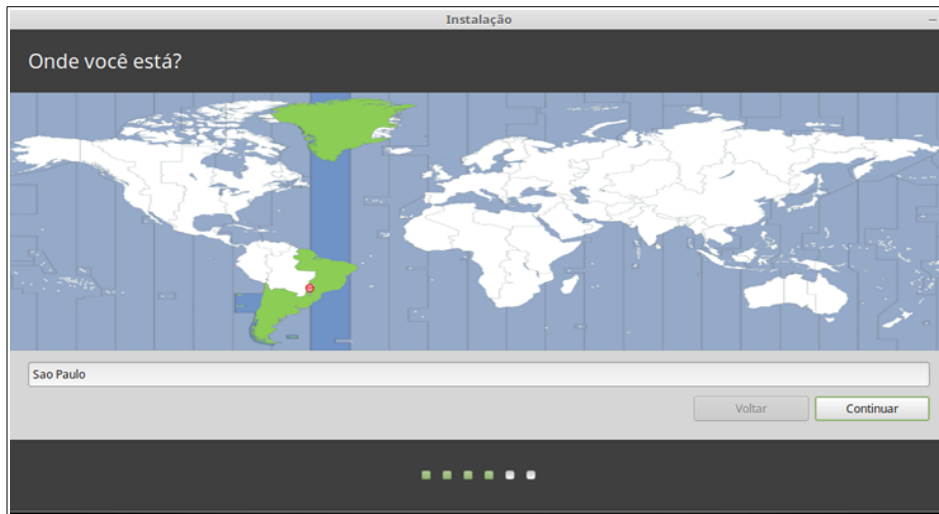 Instalação
Onde você está?
Sao Paulo
Voltar
Continuar